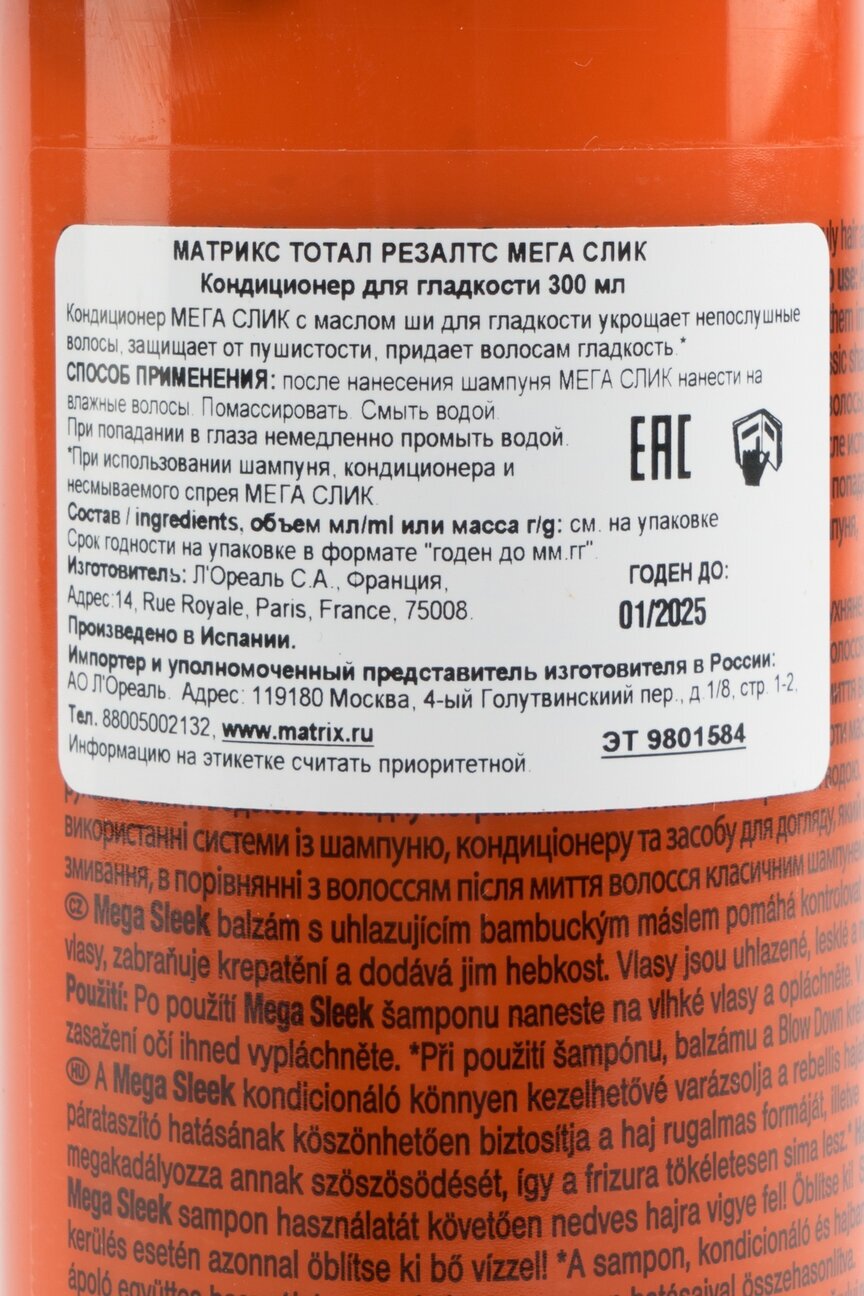 МАТРИКС ТОТАЛ РЕЗАЛТС МЕГА СЛИК
Кондиционер для гладкости 300 мл
Кондиционер МЕГА СЛИК с маслом ши для гладкости укрощает непослушные
волосы, защищает от пушистости, придает волосам гладкость.*
СПОСОБ ПРИМЕНЕНИЯ: после нанесения шампуня МЕГА СЛИК нанести на
влажные волосы. Помассировать. Смыть водой.
При попадании в глаза немедленно промыть водой.
*При использовании шампуня, кондиционера и
несмываемого спрея МЕГА СЛИК.
EAC
Состав / ingredients, объем мл/ml или масса г/g: см. на упаковке
Срок годности на упаковке в формате "годен до мм.гг".
Изготовитель: Л'Ореаль С.А., Франция,
Адрес:14, Rue Royale, Paris, France, 75008.
Произведено в Испании.
ГОДЕН ДО:
01/2025
Импортер и уполномоченный представитель изготовителя в России:
АО Л'Ореаль. Адрес: 119180 Москва, 4-ый Голутвинскиий пер., д 1/8, стр. 1-2,
Тел. 88005002132, www.matrix.ru
ЭТ 9801584
Информацию на этикетке считать приоритетной.
використанні системи із шампуню, кондиціонеру та засобу для догляду,
змивання, в порівнянні з волоссям після миття волосся класичним шампунем
CZ Mega Sleek balzám s uhlazujícím bambuckým máslem pomáhá
vlasy, zabraňuje krepatění a dodává jim hebkost. Vlasy jsou uhlazené, lesklé a
Použití: Po použití Mega Sleek šamponu naneste na vlhké vlasy a opláchněte.
zasažení očí ihned vypláchněte. *Při použití šampónu, balzámu a Blow Down
HU A Mega Sleek kondicionáló könnyen kezelhetővé varázsolja a rebellis
párataszító hatásának köszönhetően biztosítja a haj rugalmas formáját, illetve
megakadályozza annak szöszösödését, így a frizura tökéletesen sima lesz.*
Mega Sleek sampon használatát követően nedves hajra vigye fel! Öblítse ki!
kerülés esetén azonnal öblítse ki bő vízzel! *A sampon, kondicionáló és
ápoló együttes